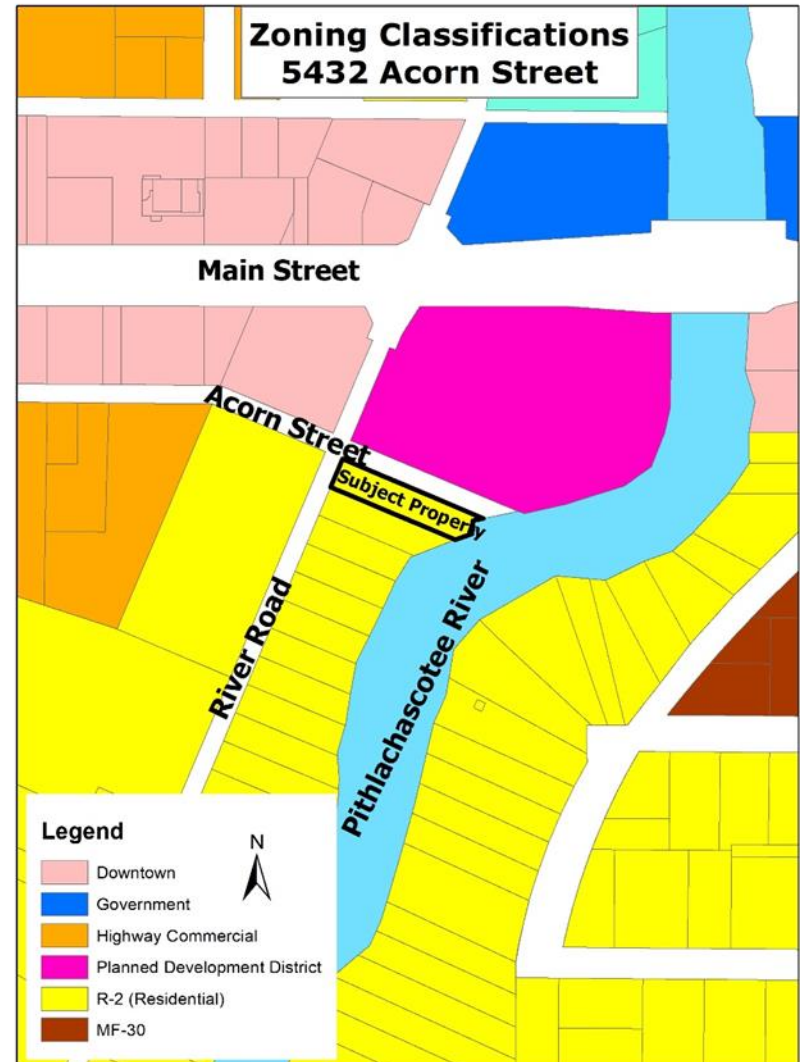 Zoning Classifications
5432 Acorn Street
Main Street
Acorn Street
Subject Property
River Road
Pithlachascotee River
Legend
N
Downtown
Government
Highway Commercial
Planned Development District
R-2 (Residential)
MF-30